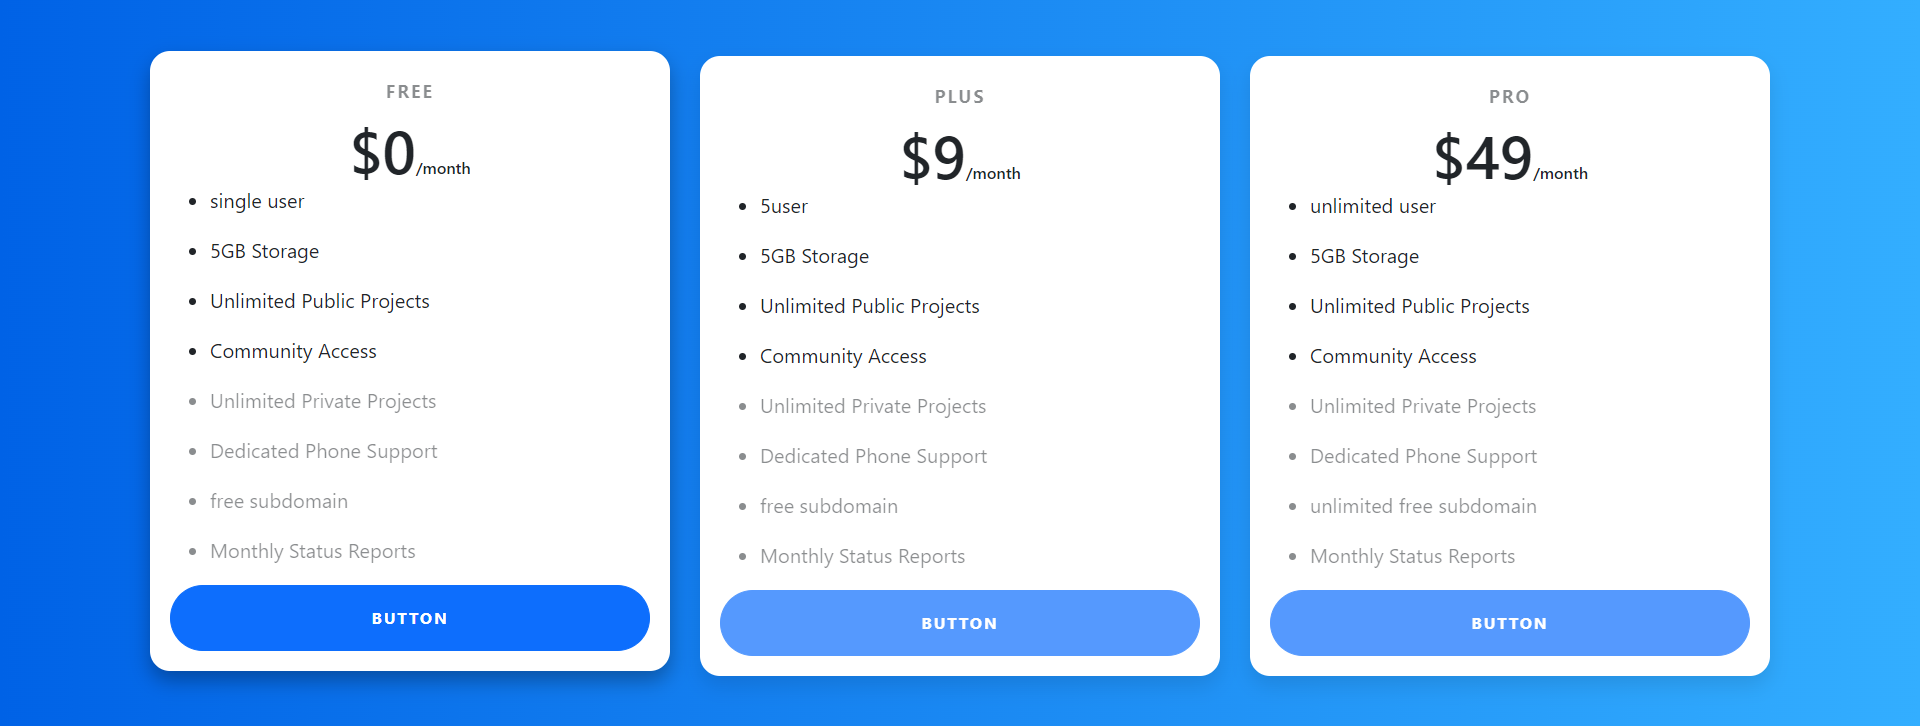 FREE
$0/month
single user
5GB Storage
Unlimited Public Projects
Community Access
Unlimited Private Projects
Dedicated Phone Support
free subdomain
Monthly Status Reports
BUTTON
PLUS
$9/month
5user
5GB Storage
Unlimited Public Projects
Community Access
Unlimited Private Projects
Dedicated Phone Support
free subdomain
Monthly Status Reports
BUTTON
PRO
$49/month
unlimited user
5GB Storage
Unlimited Public Projects
Community Access
Unlimited Private Projects
Dedicated Phone Support
unlimited free subdomain
Monthly Status Reports
BUTTON